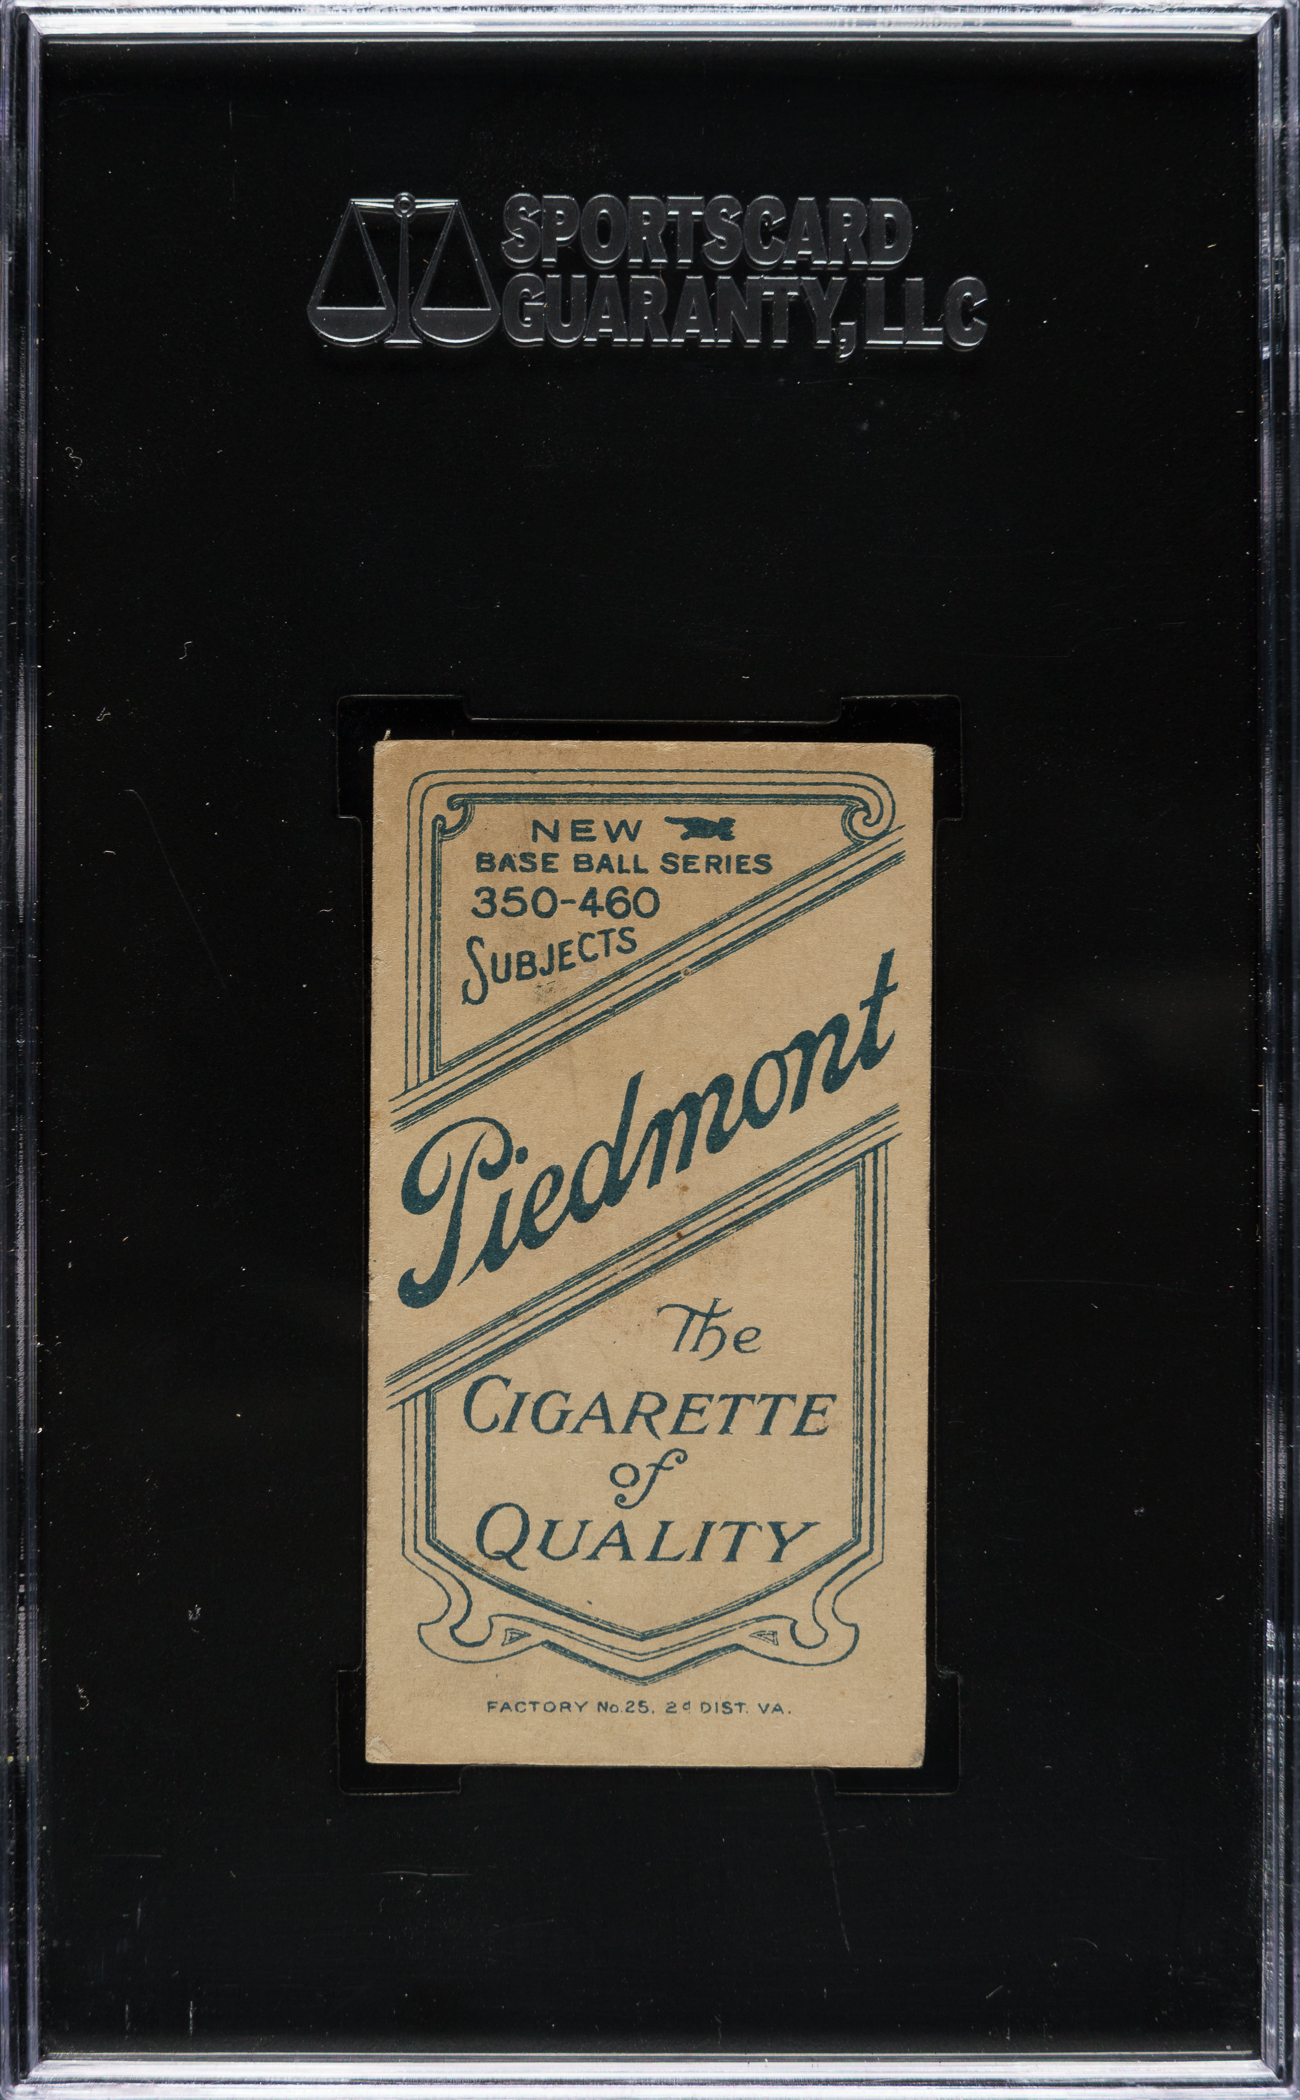 SPORTSCARD
GUARANTY, LLC
NEW
BASE BALL SERIES
350-460
SUBJECTS
Piedmont
The
CIGARETTE
of
QUALITY
FACTORY No. 25. 2d DIST. VA.